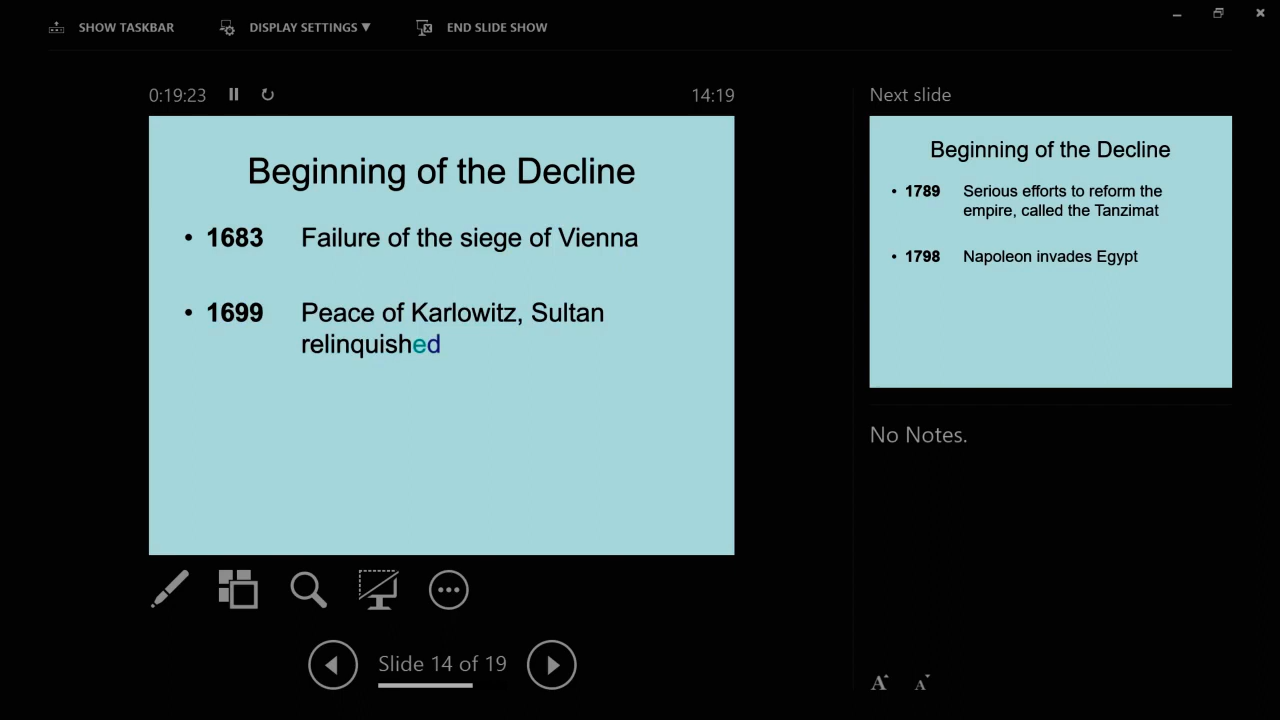 SHOW TASKBAR DISPLAY SETTINGS ▼ END SLIDE SHOW
0:19:23 14:19
Beginning of the Decline
• 1683 Failure of the siege of Vienna
• 1699 Peace of Karlowitz, Sultan
relinquished
Slide 14 of 19
Next slide
Beginning of the Decline
• 1789 Serious efforts to reform the
empire, called the Tanzimat
• 1798 Napoleon invades Egypt
No Notes.
A A